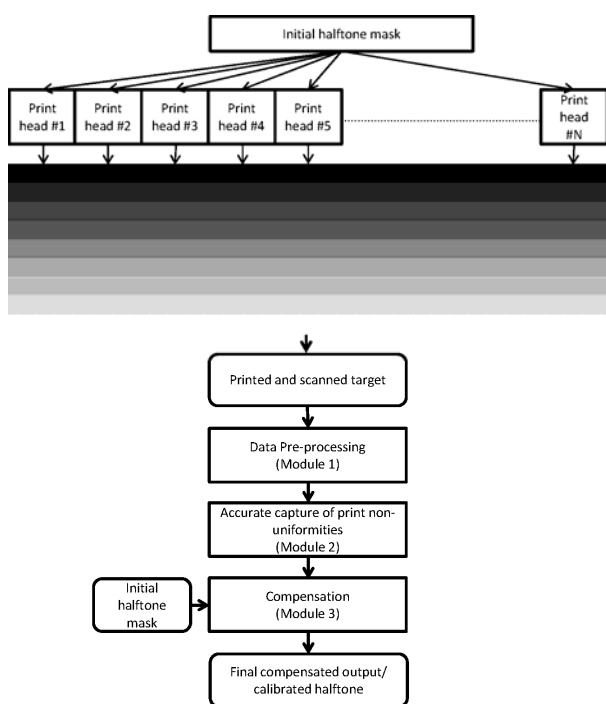 Initial halftone mask
Print
head #1
Print
head #2
Print
head #3
Print
head #4
Print
head #5
Print
head
#N
Printed and scanned target
Data Pre-processing
(Module 1)
Accurate capture of print non-
uniformities
(Module 2)
Initial
halftone
mask
Compensation
(Module 3)
Final compensated output/
calibrated halftone